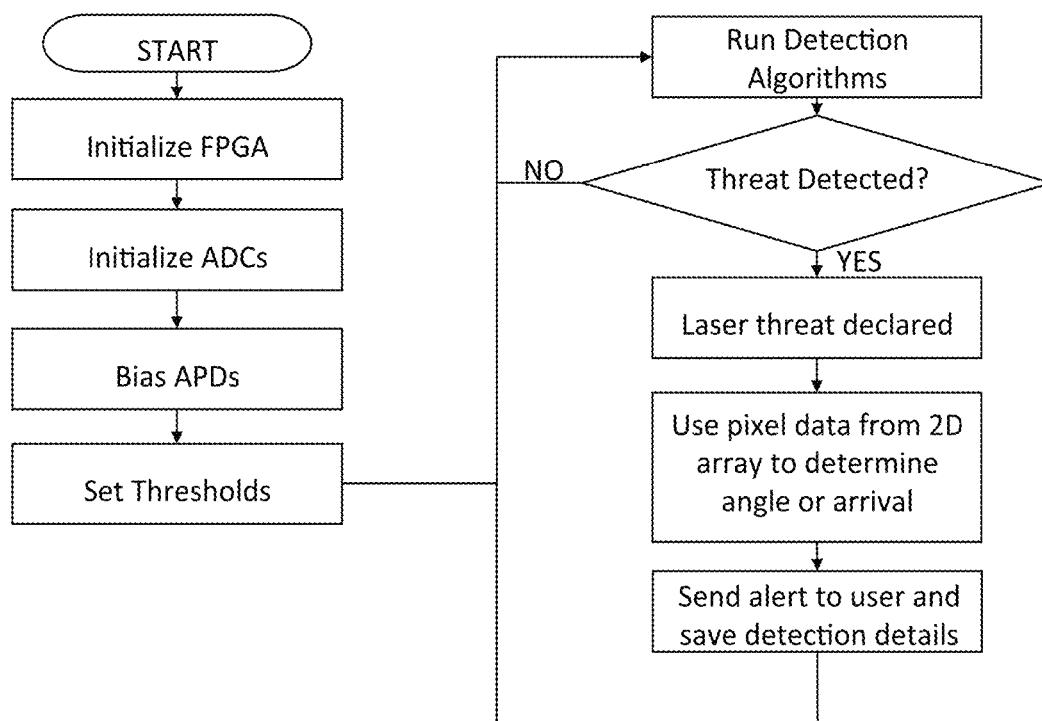 START
Initialize FPGA
Initialize ADCs
Bias APDs
Set Thresholds
Run Detection
Algorithms
Threat Detected?
NO
YES
Laser threat declared
Use pixel data from 2D
array to determine
angle or arrival
Send alert to user and
save detection details